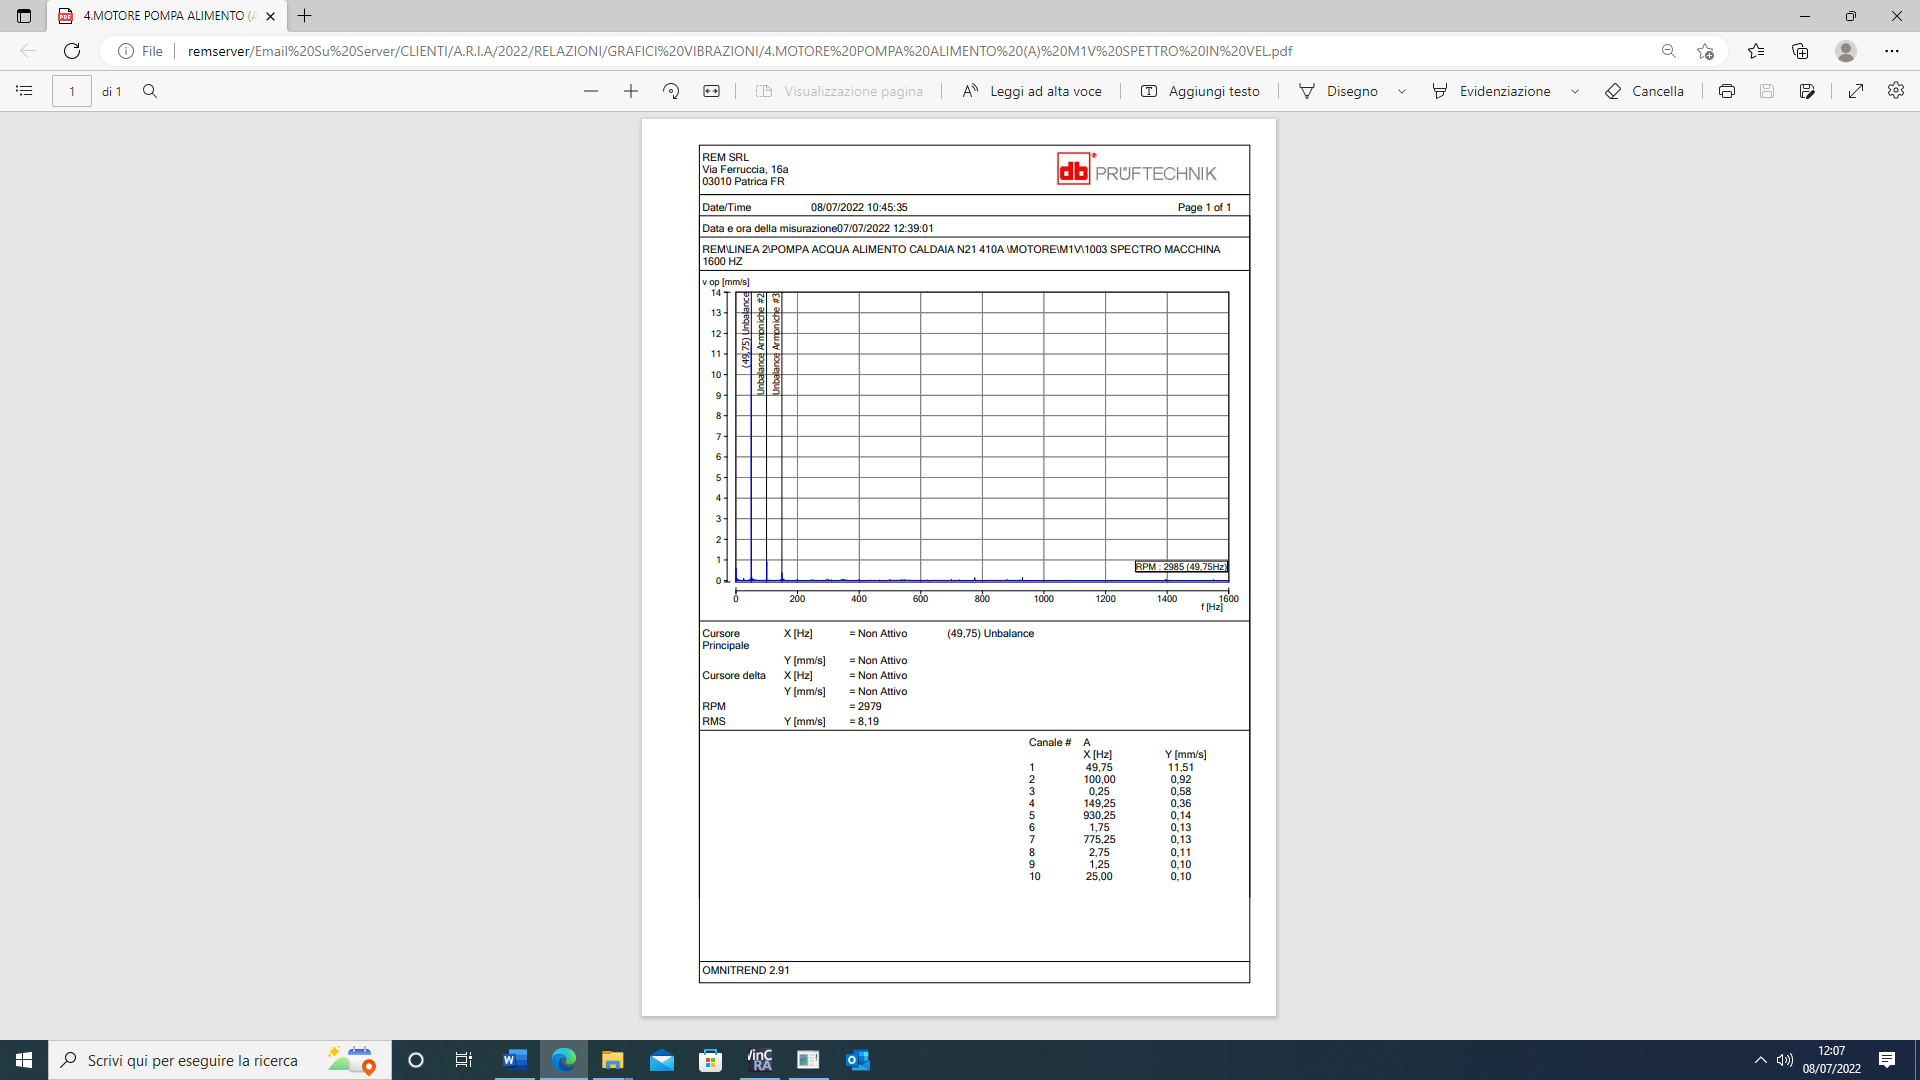 4.MOTORE POMPA ALIMENTO (A
File
remserver/Email%20Su%20Server/CLIENTI/A.R.I.A/2022/RELAZIONI/GRAFICI%20VIBRAZIONI/4.MOTORE%20POMPA%20ALIMENTO%20(A)%20M1V%20SPETTRO%20IN%20VEL.pdf
1 di 1
Visualizzazione pagina
Leggi ad alta voce
Aggiungi testo
Disegno
Evidenziazione
Cancella
REM SRL
Via Ferruccia, 16a
03010 Patrica FR
db ® PRÜFTECHNIK
Date/Time 08/07/2022 10:45:35 Page 1 of 1
Data e ora della misurazione07/07/2022 12:39:01
REM\LINEA 2\POMPA ACQUA ALIMENTO CALDAIA N21 410A \MOTORE\M1V\1003 SPECTRO MACCHINA
1600 HZ
v op [mm/s]
14
13
12
11
10
9
8
7
6
5
4
3
2
1
0
(49,75) Unbalance
Unbalance Armoniche #2
Unbalance Armoniche #3
RPM : 2985 (49,75Hz)
0 200 400 600 800 1000 1200 1400 1600
f [Hz]
Cursore X [Hz] = Non Attivo (49,75) Unbalance
Principale
Y [mm/s] = Non Attivo
Cursore delta X [Hz] = Non Attivo
Y [mm/s] = Non Attivo
RPM = 2979
RMS Y [mm/s] = 8,19
Canale # A
X [Hz] Y [mm/s]
1 49,75 11,51
2 100,00 0,92
3 0,25 0,58
4 149,25 0,36
5 930,25 0,14
6 1,75 0,13
7 775,25 0,13
8 2,75 0,11
9 1,25 0,10
10 25,00 0,10
OMNITREND 2.91
Scrivi qui per eseguire la ricerca
12:07
08/07/2022